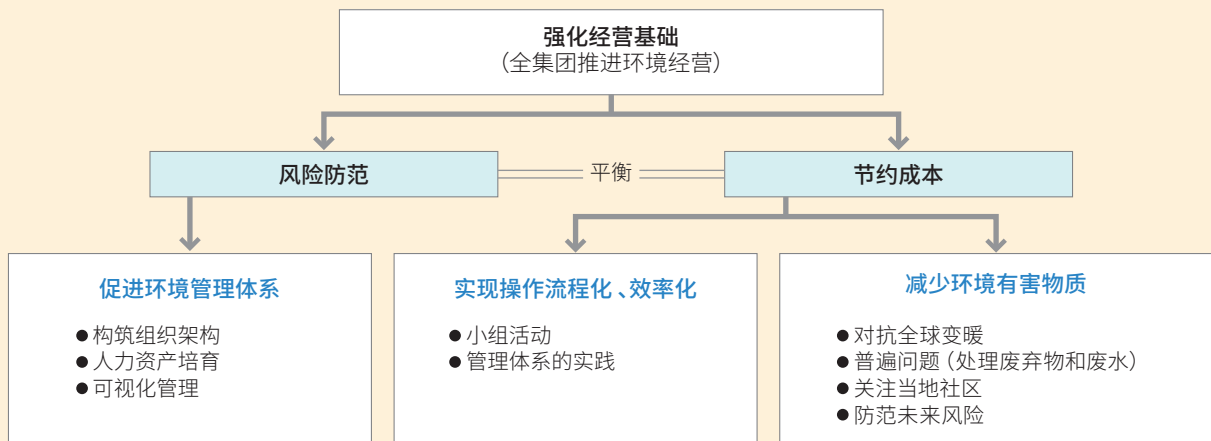 强化经营基础
（全集团推进环境经营）
风险防范
平衡
节约成本
促进环境管理体系
●构筑组织架构
●人力资产培育
●可视化管理
实现操作流程化、效率化
●小组活动
●管理体系的实践
减少环境有害物质
●对抗全球变暖
●普遍问题（处理废弃物和废水）
●关注当地社区
●防范未来风险